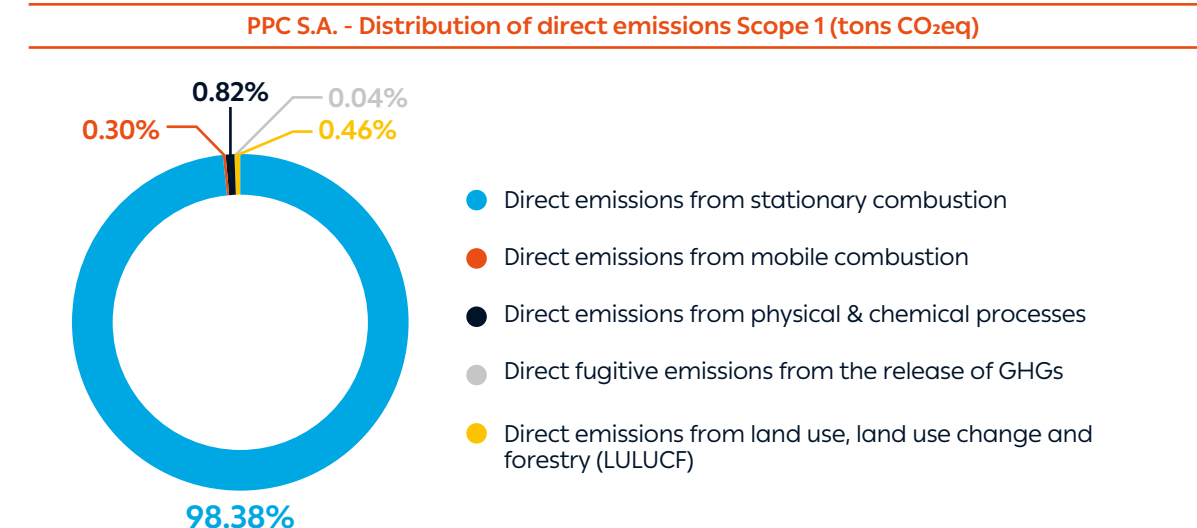 PPC S.A. - Distribution of direct emissions Scope 1 (tons CO₂eq)
0.82%
0.04%
0.30%
0.46%
98.38%
Direct emissions from stationary combustion
Direct emissions from mobile combustion
Direct emissions from physical & chemical processes
Direct fugitive emissions from the release of GHGs
Direct emissions from land use, land use change and
forestry (LULUCF)